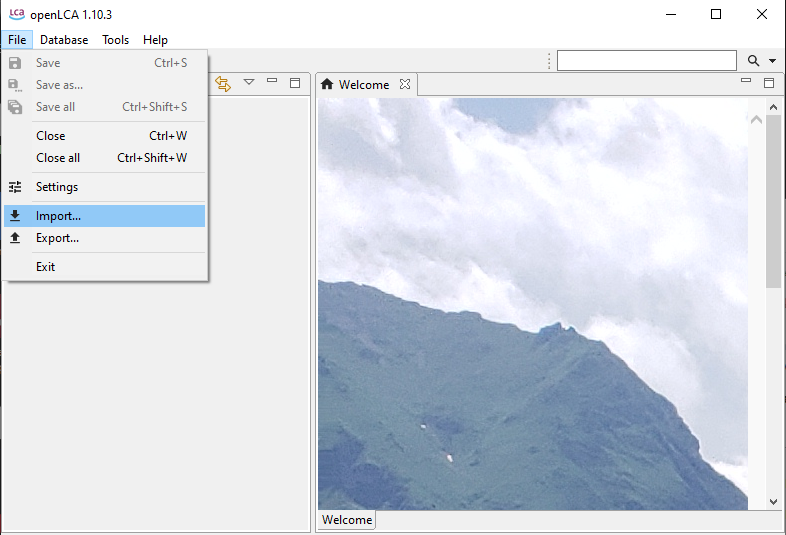 LCA openLCA 1.10.3
File Database Tools Help
Save Ctrl+S
Save as...
Save all Ctrl+Shift+S
Welcome
Close Ctrl+W
Close all Ctrl+Shift+W
Settings
Import...
Export...
Exit
Welcome